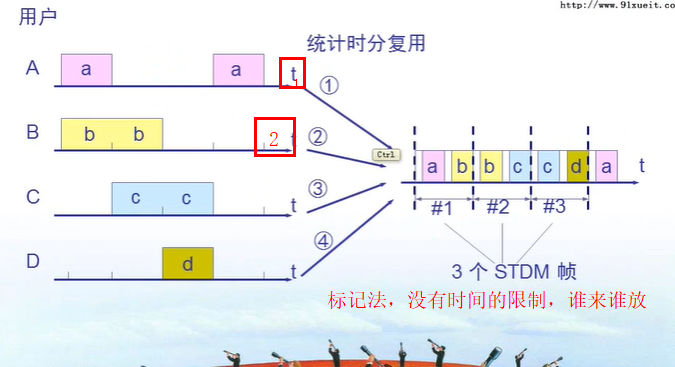 http://www.91xueit.co
用户
统计时分复用
A a a t 1 ①
B b b 2 ②
Ctrl
a b b c c d a t
C c c t ③
#1 #2 #3
D d t ④
3 个 STDM 帧
标记法，没有时间的限制，谁来谁放